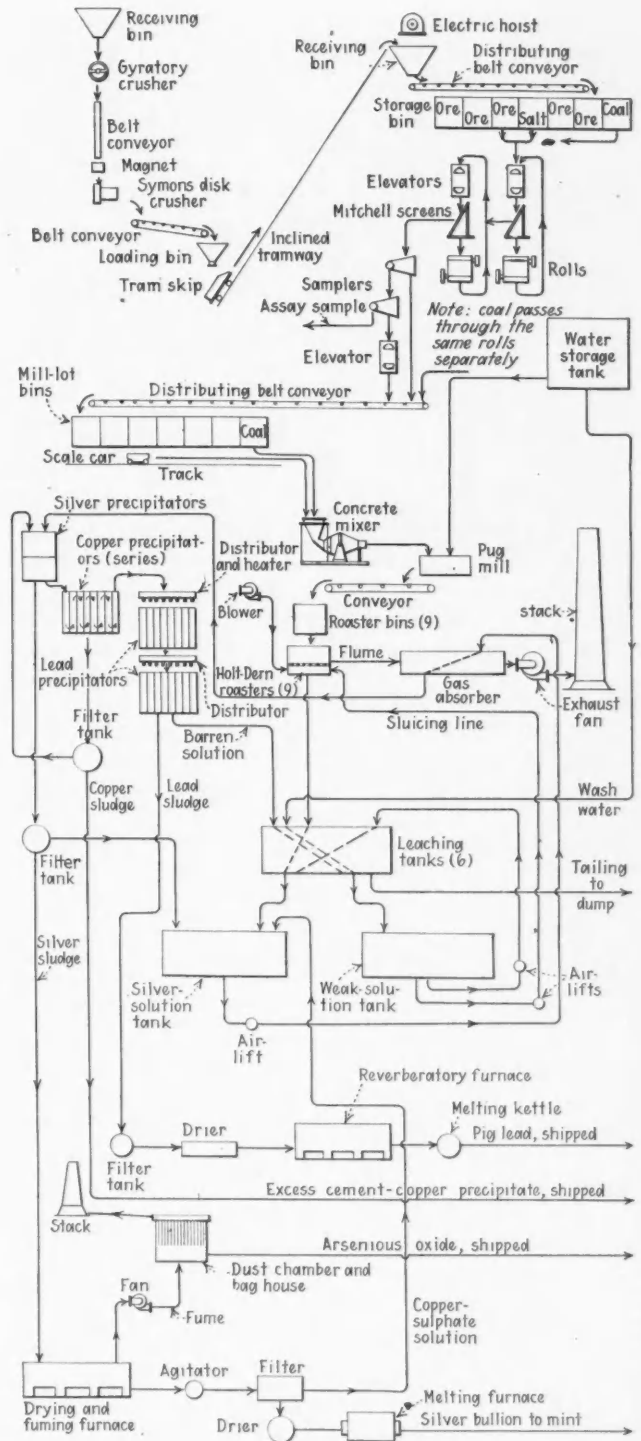 Receiving
bin
Gyratory
crusher
Belt
conveyor
Magnet
Symons disk
crusher
Belt conveyor
Loading bin
Tram skip
Inclined
tramway
Electric hoist
Receiving
bin
Distributing
belt conveyor
Storage
bin
Ore
Ore
Ore
Salt
Ore
Ore
Coal
Elevators
Mitchell screens
Rolls
Samplers
Assay sample
Elevator
Note: coal passes
through the
same rolls
separately
Water
storage
tank
Mill-lot
bins
Distributing belt conveyor
Coal
Scale car
Track
Silver precipitators
Copper precipitat-
ors (series)
Distributor
and heater
Concrete
mixer
Pug
mill
Conveyor
Blower
Roaster bins (9)
stack
Flume
Lead
precipitators
Holt-Dern
roasters (9)
Gas
absorber
Exhaust
fan
Distributor
Sluicing line
Barren
solution
Filter
tank
Copper
sludge
Lead
sludge
Wash
water
Leaching
tanks (6)
Filter
tank
Tailing
to
dump
Silver
sludge
Silver-
solution
tank
Weak-solu-
tion tank
Air-
lifts
Air-
lift
Reverberatory furnace
Melting kettle
Drier
Pig lead, shipped
Filter
tank
Excess cement-copper precipitate, shipped
Stack
Arsenious oxide, shipped
Dust chamber and
bag house
Fan
Fume
Copper-
sulphate
solution
Agitator
Filter
Melting furnace
Drying and
fuming furnace
Drier
Silver bullion to mint